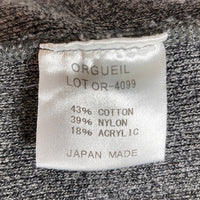 ORGUEIL
LOT OR-4099
43% COTTON
39% NYLON
18% ACRYLIC
JAPAN MADE